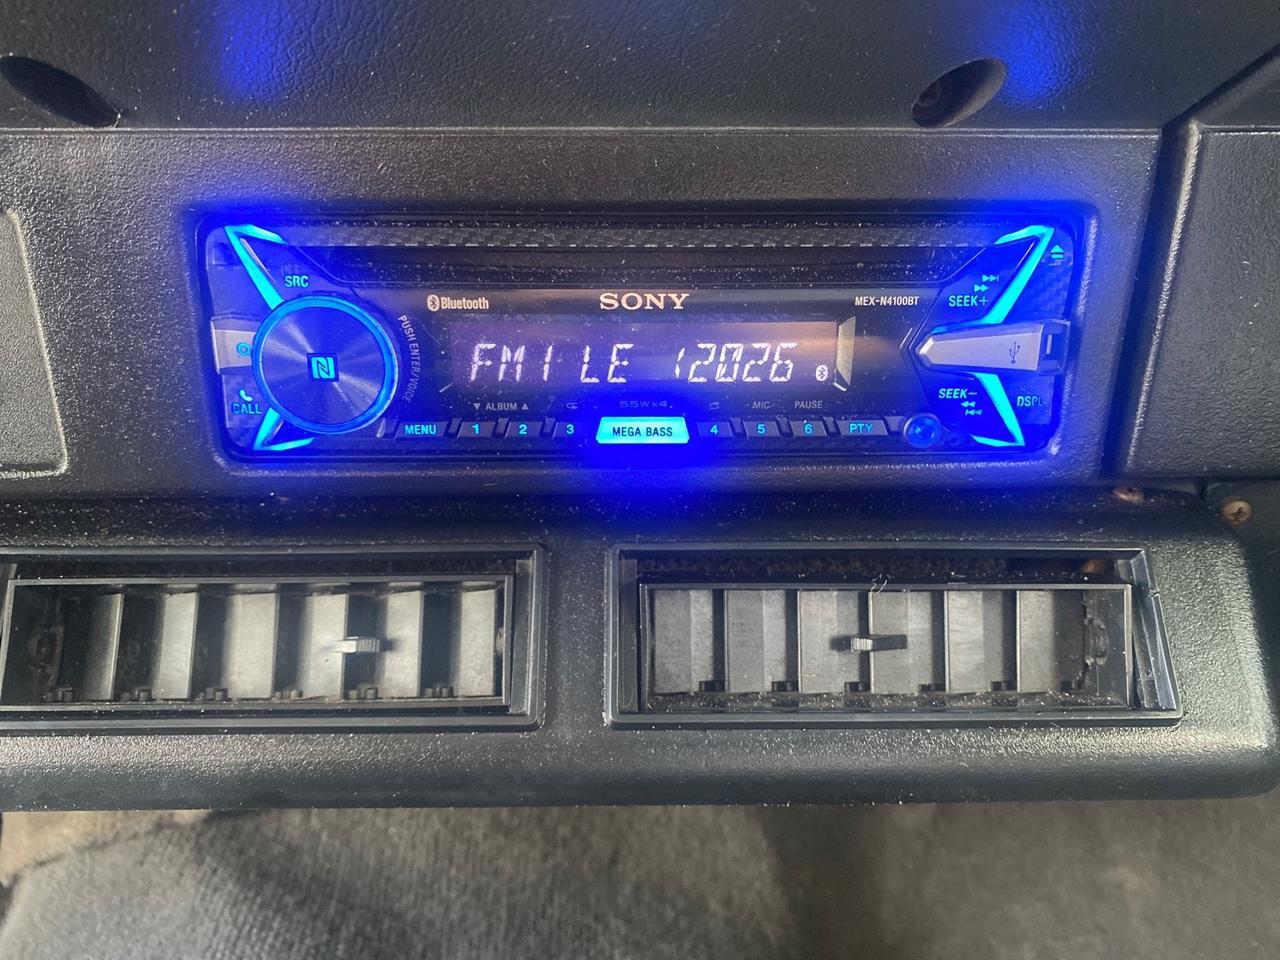 SRC
SEEK+
Bluetooth SONY MEX-N4100BT
PUSH ENTER/VOICE
FM1 LE 12026
CALL
SEEK-
DSPL
▼ ALBUM ▲ 55W×4 MIC PAUSE
MENU 1 2 3 MEGA BASS 4 5 6 PTY